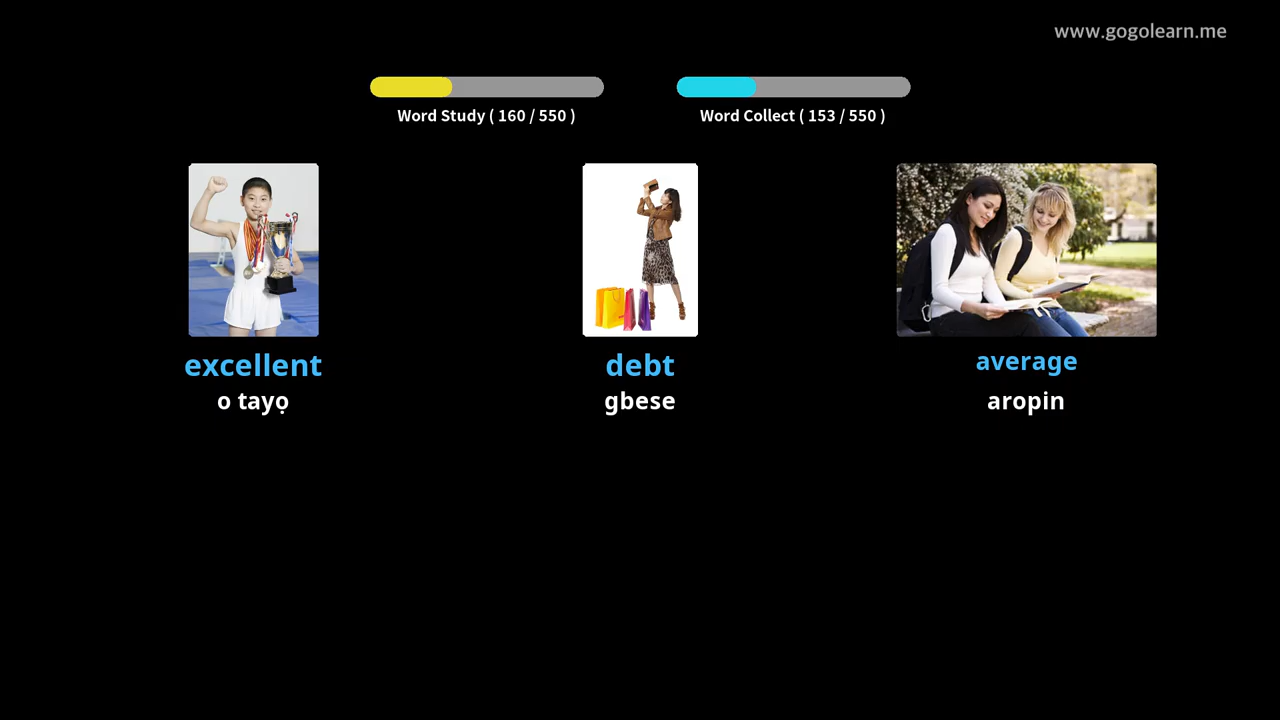 www.gogolearn.me
Word Study ( 160 / 550 )
Word Collect ( 153 / 550 )
excellent
o tayọ
debt
gbese
average
aropin